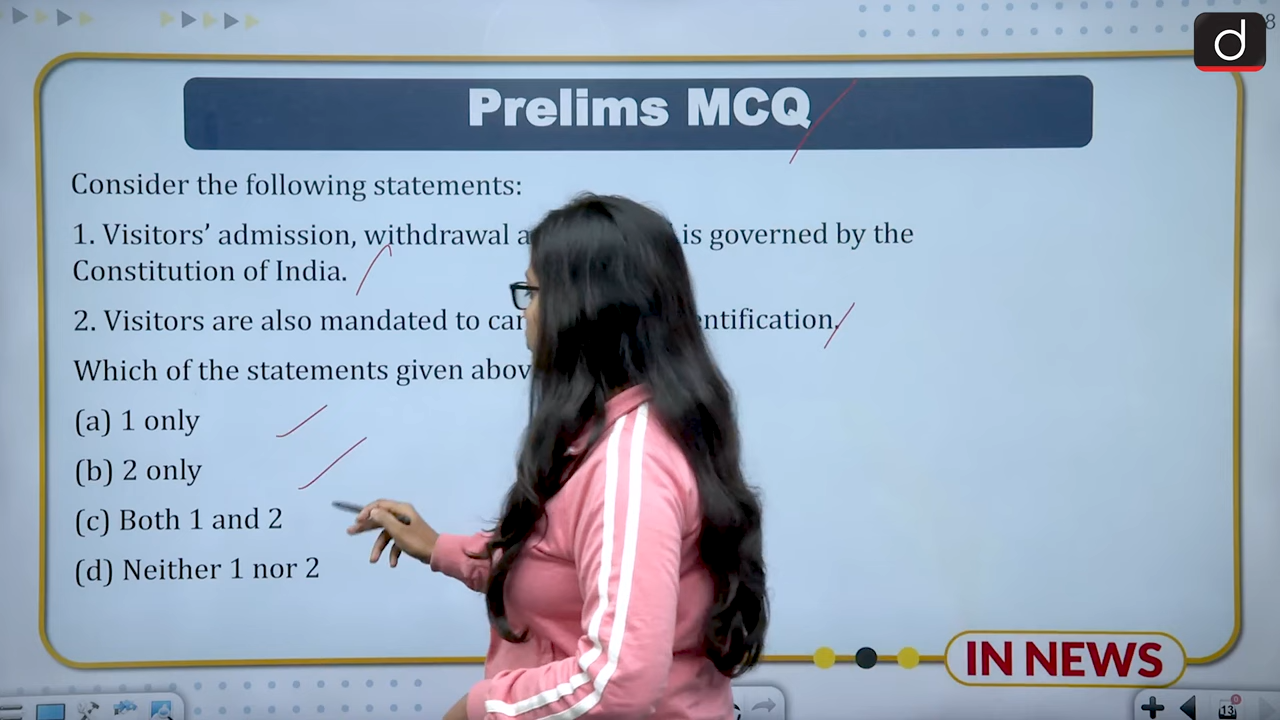 d
8
Prelims MCQ
Consider the following statements:
1. Visitors' admission, withdrawal a is governed by the
Constitution of India.
2. Visitors are also mandated to car entification.
Which of the statements given abov
(a) 1 only
(b) 2 only
(c) Both 1 and 2
(d) Neither 1 nor 2
IN NEWS
13